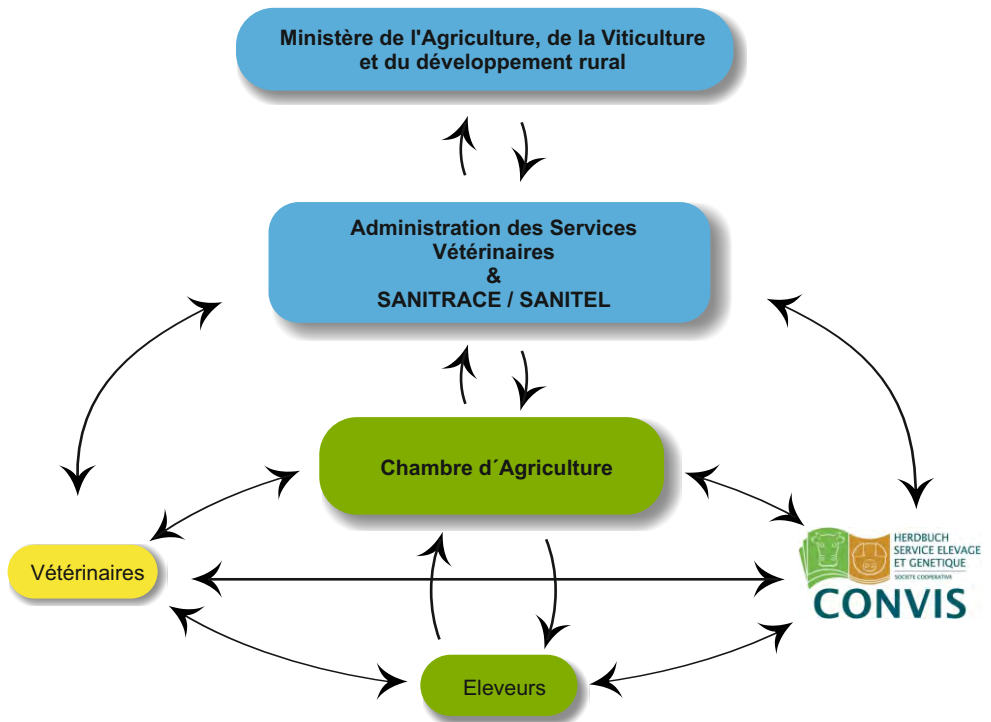 Ministère de l'Agriculture, de la Viticulture
et du développement rural
Administration des Services
Vétérinaires
&
SANITRACE / SANITEL
Chambre d´Agriculture
Vétérinaires
HERDBUCH
SERVICE ELEVAGE
ET GENETIQUE
SOCIETE COOPERATIVE
CONVIS
Eleveurs